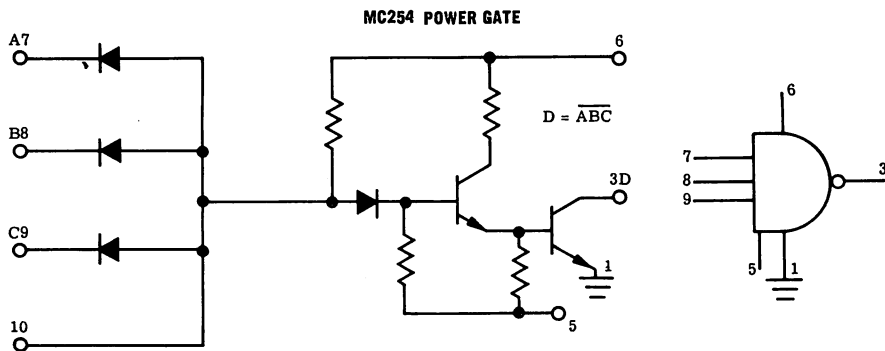 MC254 POWER GATE
A7
6
D = \overline{ABC}
6
B8
7
3D
8
3
9
C9
1
5
1
10
5